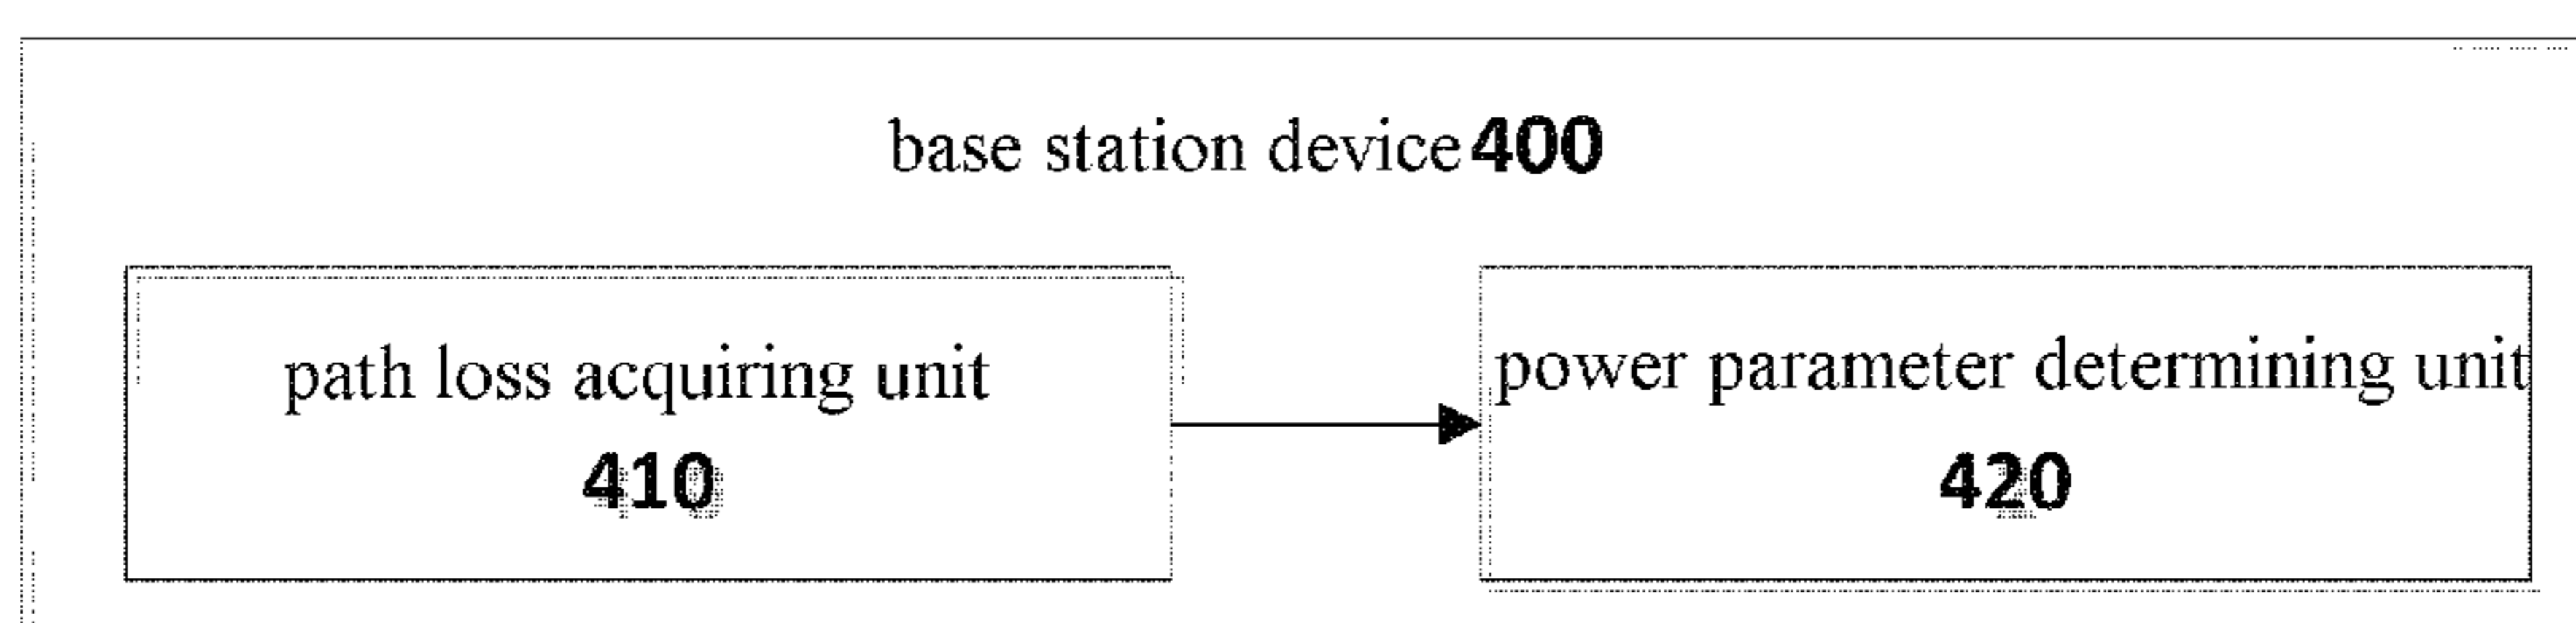 base station device 400
path loss acquiring unit
410
power parameter determining unit
420